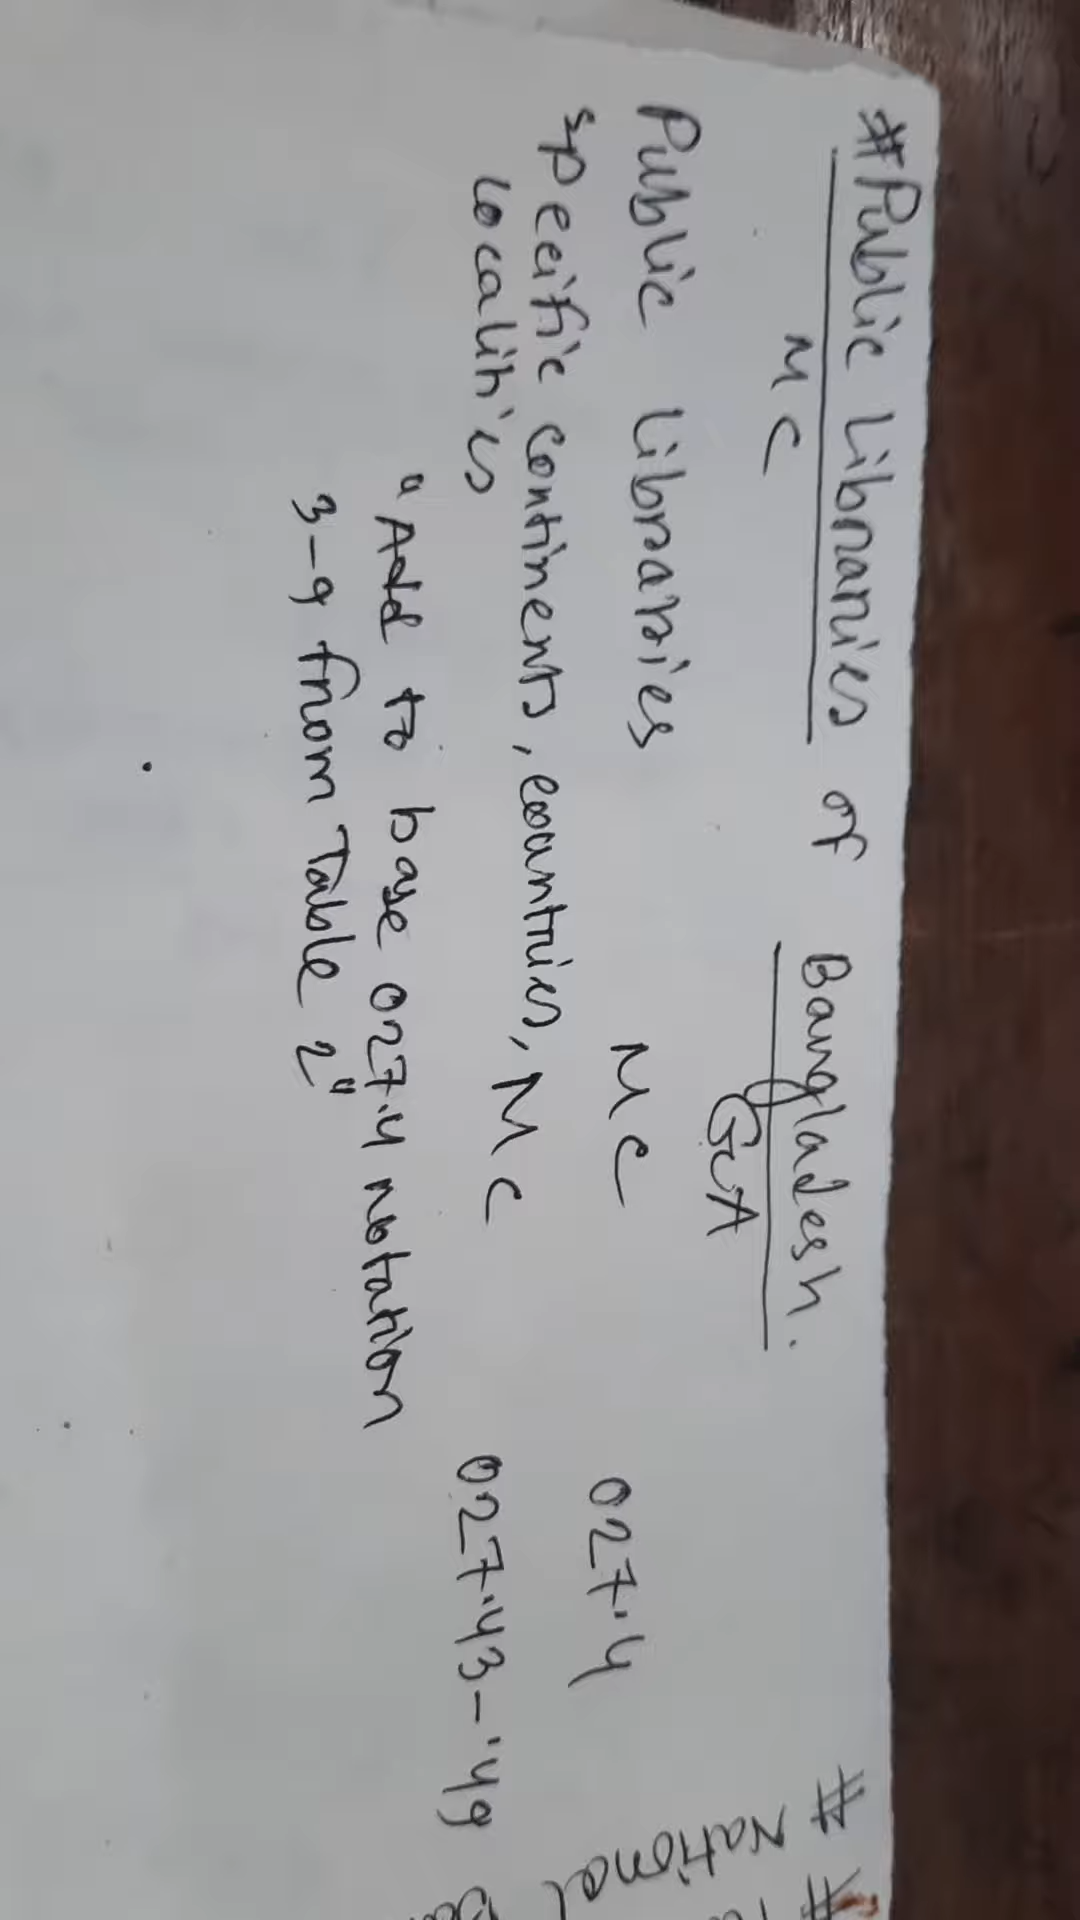 #Public Libraries of Bangladesh.
MC GA
Public Libraries MC 027.4
specific continents, countries, MC 027.43-.49
localities
"Add to base 027.4 notation
3-9 from Table 2"
# National
#